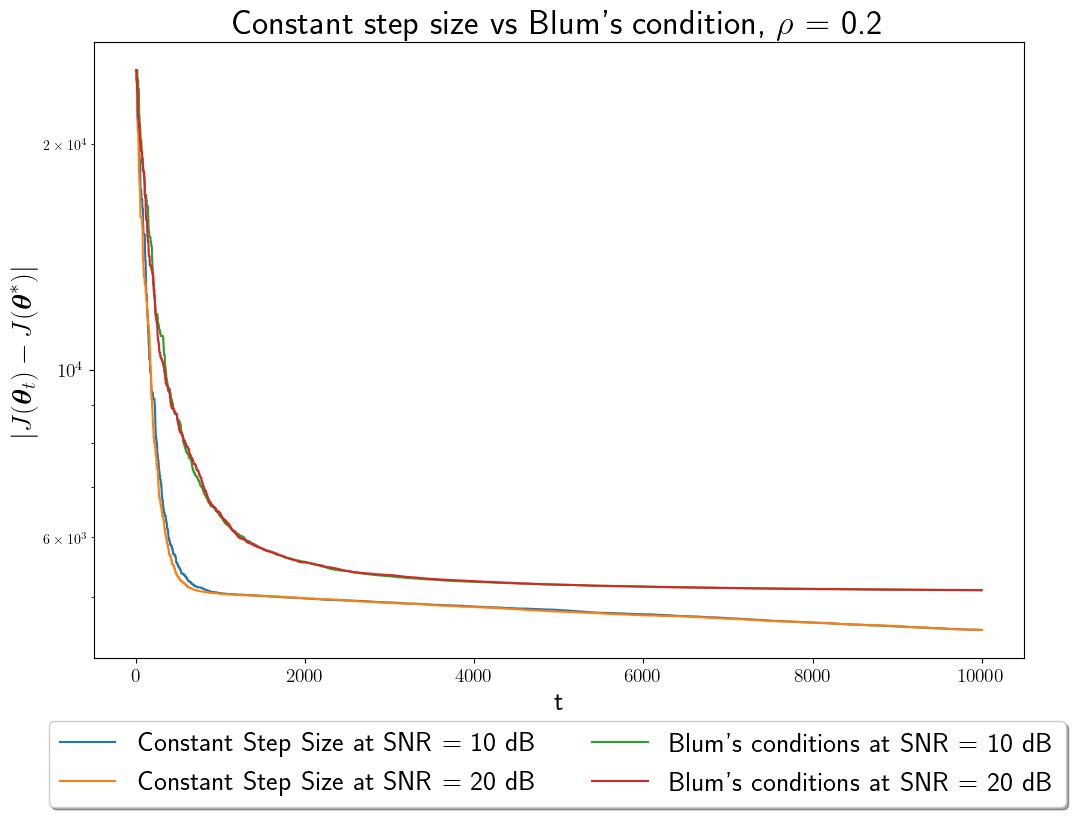 Constant step size vs Blum's condition, ρ = 0.2
|J(θₜ) − J(θ*)|
2 × 10⁴
10⁴
6 × 10³
0 2000 4000 6000 8000 10000
t
Constant Step Size at SNR = 10 dB Blum's conditions at SNR = 10 dB
Constant Step Size at SNR = 20 dB Blum's conditions at SNR = 20 dB